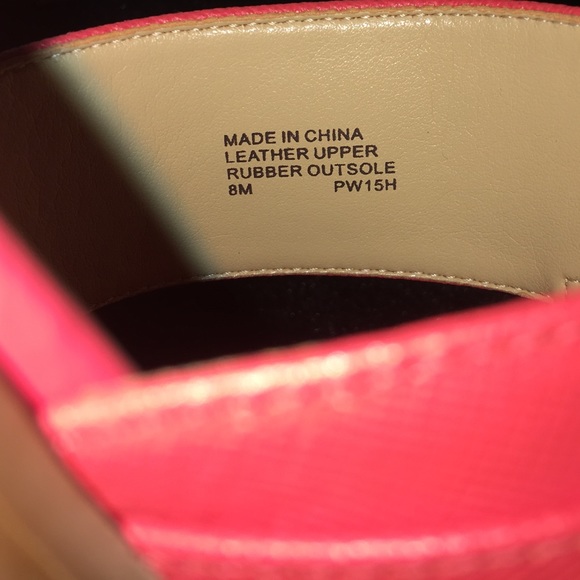 MADE IN CHINA
LEATHER UPPER
RUBBER OUTSOLE
8M PW15H